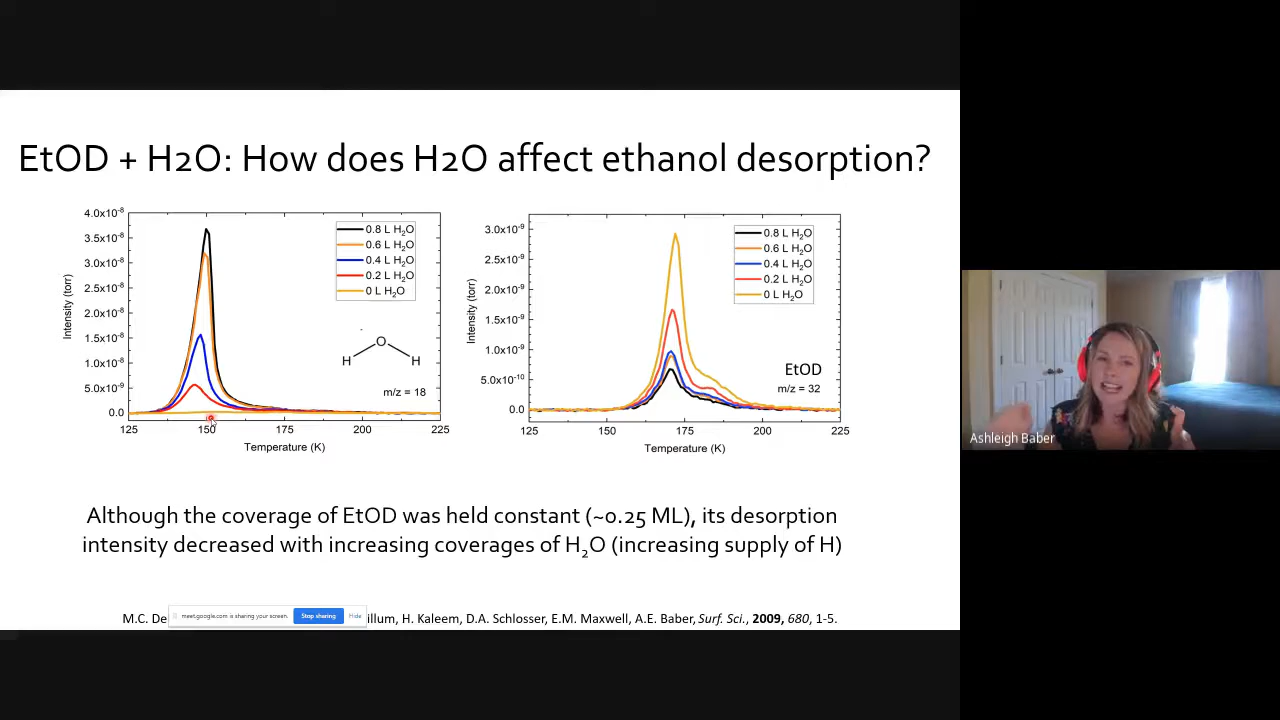 EtOD + H2O: How does H2O affect ethanol desorption?
4.0x10-8
3.5x10-8
3.0x10-8
2.5x10-8
2.0x10-8
1.5x10-8
1.0x10-8
5.0x10-9
0.0
Intensity (torr)
125 150 175 200 225
Temperature (K)
0.8 L H2O
0.6 L H2O
0.4 L H2O
0.2 L H2O
0 L H2O
O
H H
m/z = 18
3.0x10-9
2.5x10-9
2.0x10-9
1.5x10-9
1.0x10-9
5.0x10-10
0.0
Intensity (torr)
125 150 175 200 225
Temperature (K)
0.8 L H2O
0.6 L H2O
0.4 L H2O
0.2 L H2O
0 L H2O
EtOD
m/z = 32
Ashleigh Baber
Although the coverage of EtOD was held constant (~0.25 ML), its desorption
intensity decreased with increasing coverages of H2O (increasing supply of H)
M.C. De
meet.google.com is sharing your screen. Stop sharing Hide
illum, H. Kaleem, D.A. Schlosser, E.M. Maxwell, A.E. Baber, Surf. Sci., 2009, 680, 1-5.